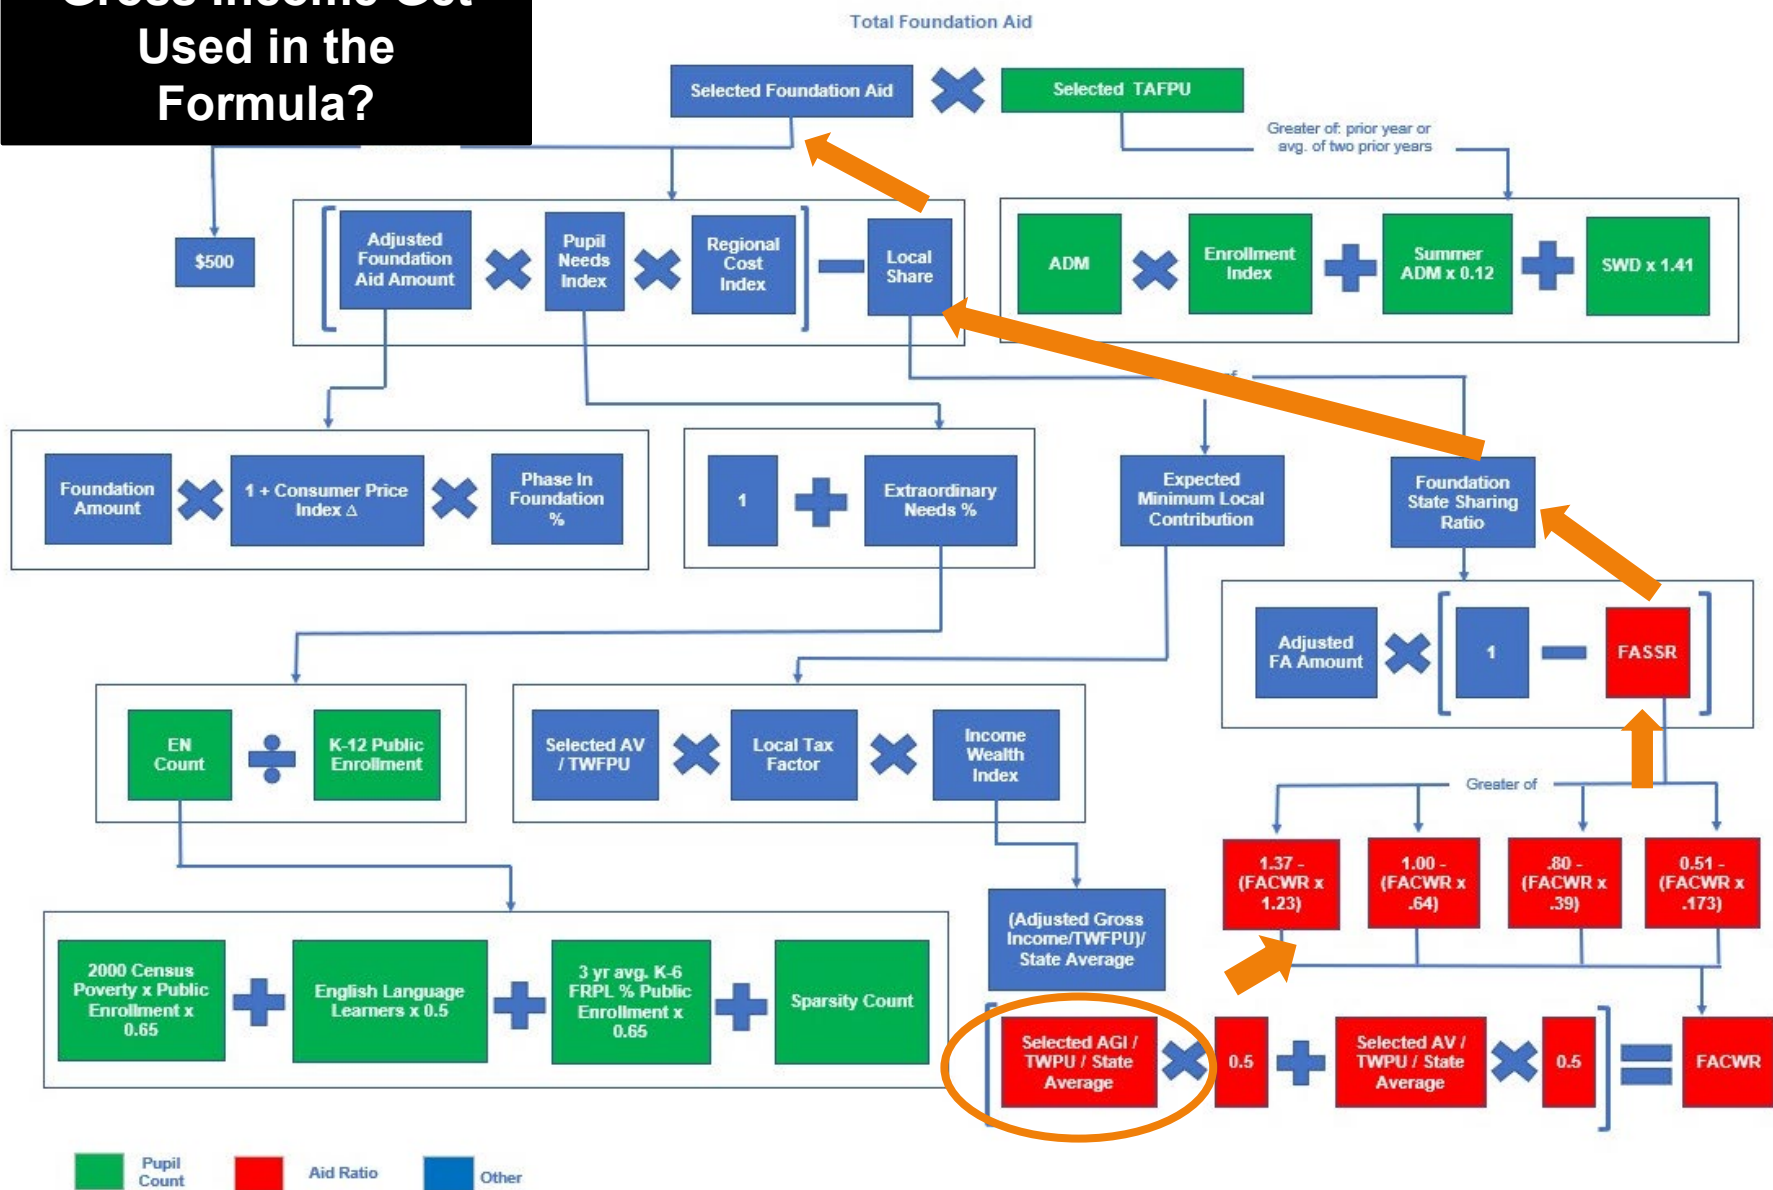 Gross Income Get
Used in the
Formula?
Total Foundation Aid
Selected Foundation Aid
Selected TAFPU
Greater of: prior year or
avg. of two prior years
$500
Adjusted
Foundation
Aid Amount
Pupil
Needs
Index
Regional
Cost
Index
Local
Share
ADM
Enrollment
Index
Summer
ADM x 0.12
SWD x 1.41
Foundation
Amount
1 + Consumer Price
Index Δ
Phase In
Foundation
%
1
Extraordinary
Needs %
Expected
Minimum Local
Contribution
Foundation
State Sharing
Ratio
Adjusted
FA Amount
1
FASSR
EN
Count
K-12 Public
Enrollment
Selected AV
/ TWFPU
Local Tax
Factor
Income
Wealth
Index
Greater of
1.37 -
(FACWR x
1.23)
1.00 -
(FACWR x
.64)
.80 -
(FACWR x
.39)
0.51 -
(FACWR x
.173)
(Adjusted Gross
Income/TWFPU)/
State Average
2000 Census
Poverty x Public
Enrollment x
0.65
English Language
Learners x 0.5
3 yr avg. K-6
FRPL % Public
Enrollment x
0.65
Sparsity Count
Selected AGI /
TWPU / State
Average
0.5
Selected AV /
TWPU / State
Average
0.5
FACWR
Pupil
Count
Aid Ratio
Other